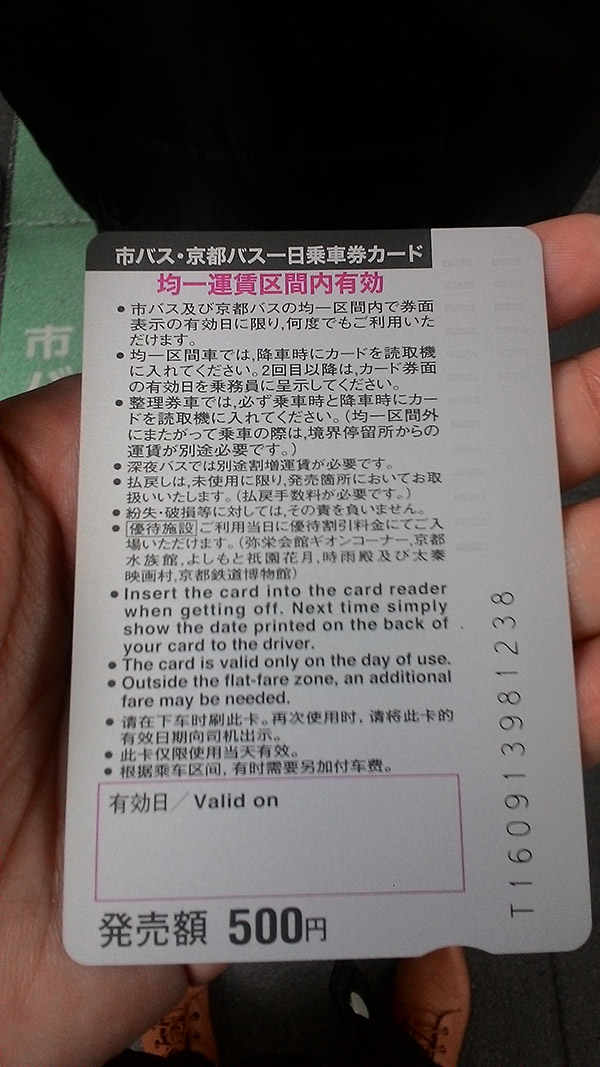 市バス・京都バス一日乗車券カード
均一運賃区間内有効
● 市バス及び京都バスの均一区間内で券面
表示の有効日に限り,何度でもご利用いた
だけます。
● 均一区間車では,降車時にカードを読取機
に入れてください。2回目以降は,カード券面
の有効日を乗務員に呈示してください。
● 整理券車では,必ず乗車時と降車時にカー
ドを読取機に入れてください。(均一区間外
にまたがって乗車の際は,境界停留所からの
運賃が別途必要です。)
● 深夜バスでは別途割増運賃が必要です。
● 払戻しは,未使用に限り,発売箇所においてお取
扱いいたします。(払戻手数料が必要です。)
● 紛失・破損等に対しては,その責を負いません。
● 優待施設 ご利用当日に優待割引料金にてご入
場いただけます。(弥栄会館ギオンコーナー,京都
水族館,よしもと祇園花月,時雨殿及び太秦
映画村,京都鉄道博物館)
● Insert the card into the card reader
when getting off. Next time simply
show the date printed on the back of
your card to the driver.
● The card is valid only on the day of use.
● Outside the flat-fare zone, an additional
fare may be needed.
● 请在下车时刷此卡。再次使用时,请将此卡的
有效日期向司机出示。
● 此卡仅限使用当天有效。
● 根据乘车区间,有时需要另加付车费。
有効日/Valid on
発売額 500円
T160913981238
市バ